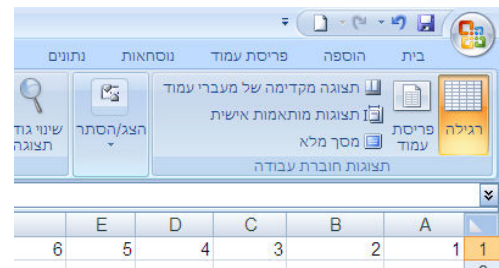 בית הוספה פריסת עמוד נוסחאות נתונים
רגילה
פריסת עמוד
תצוגה מקדימה של מעברי עמוד
תצוגות מותאמות אישית
מסך מלא
הצג/הסתר
שינוי
תצוגה
תצוגות חוברת עבודה
A B C D E
1 1 2 3 4 5 6